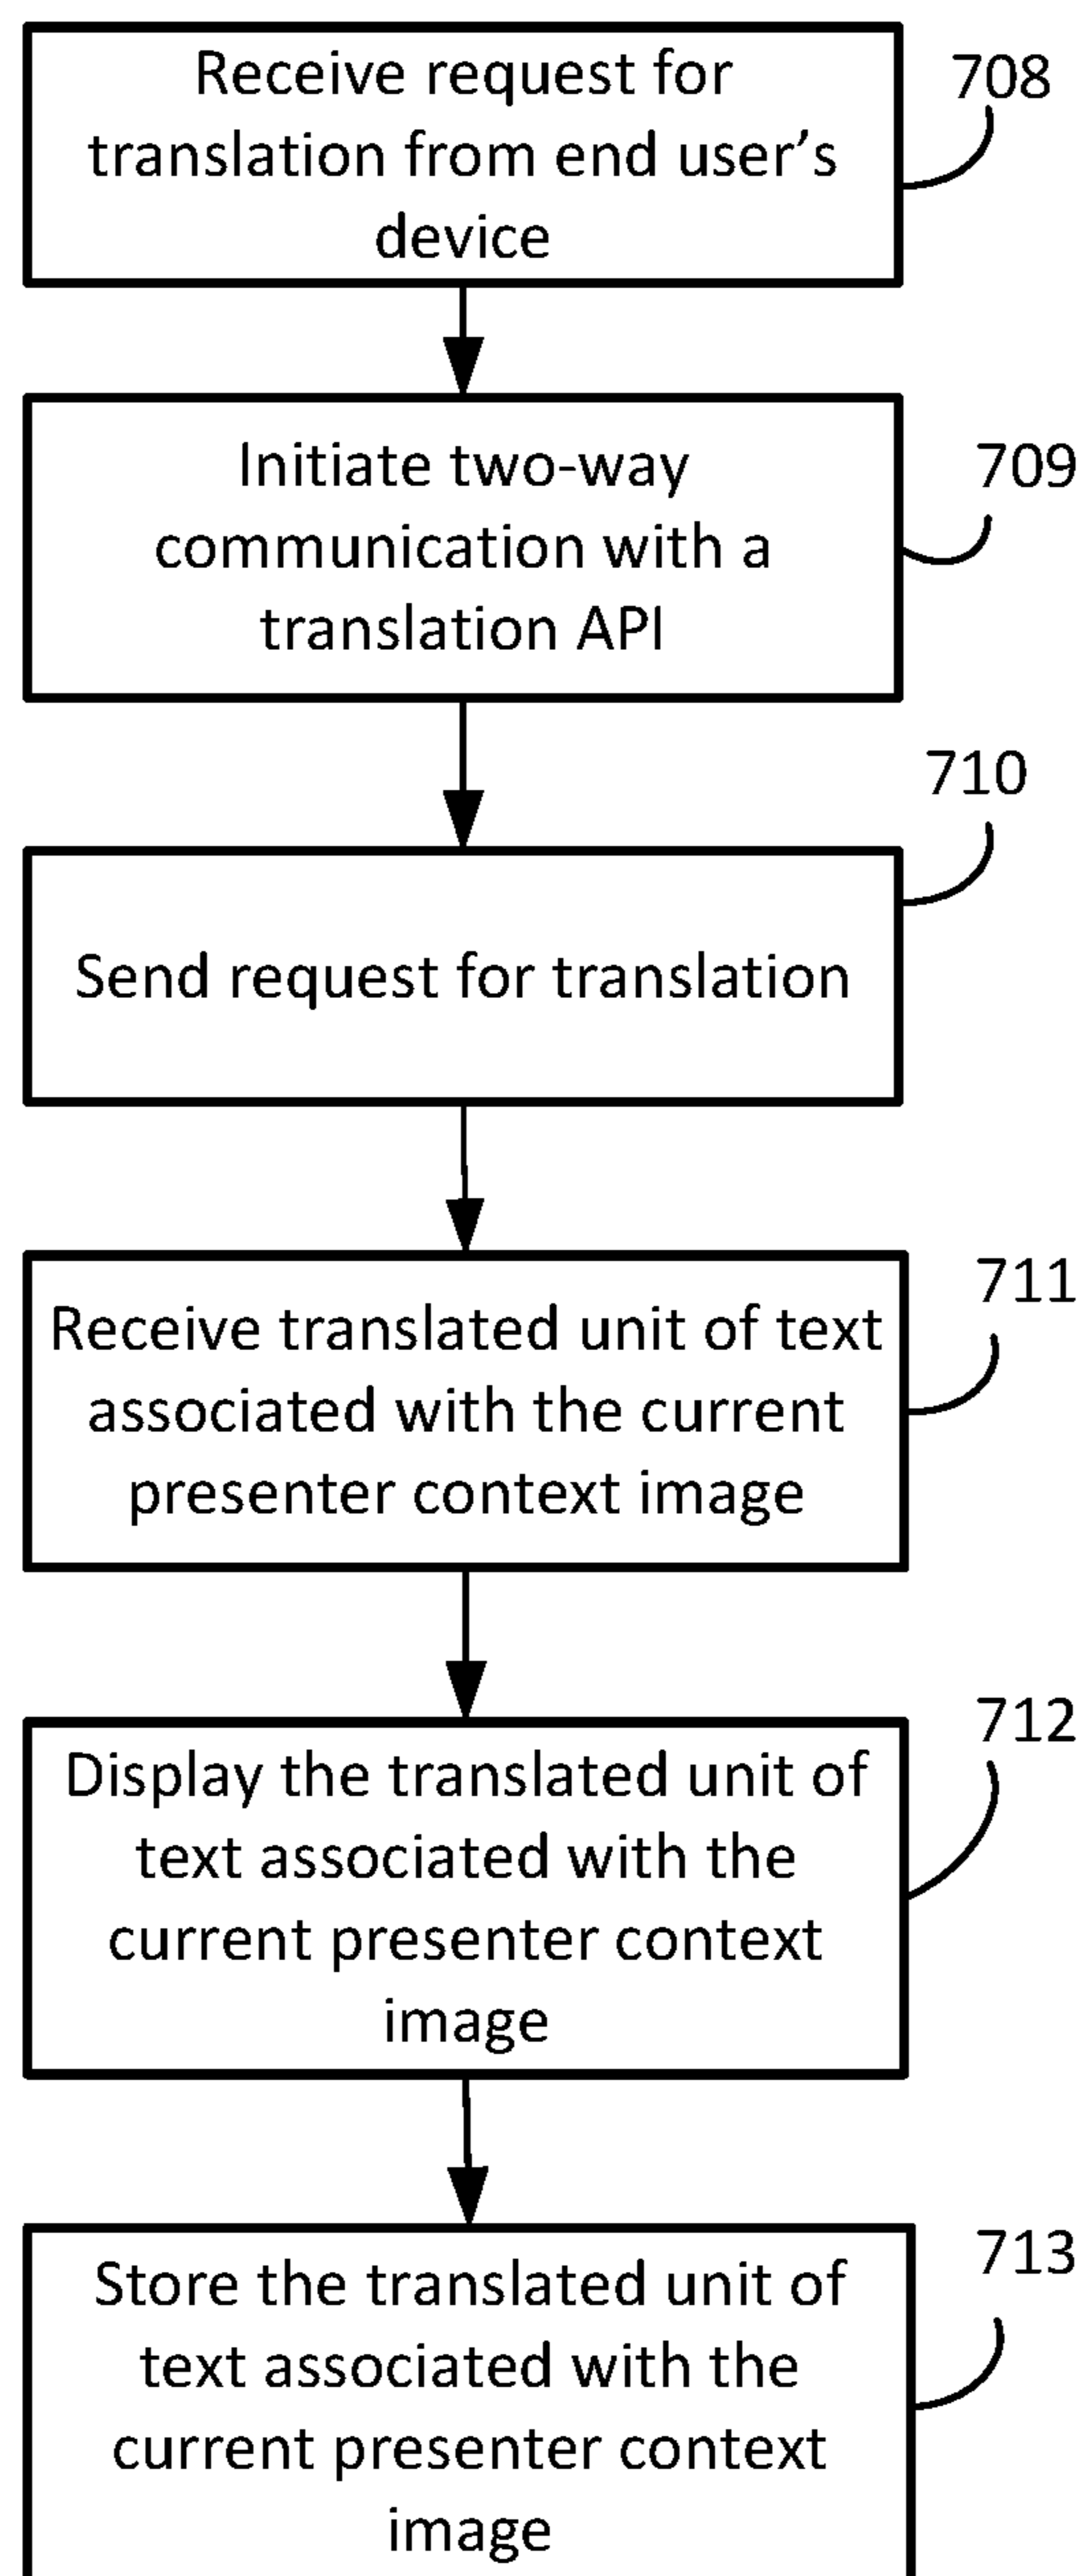 Receive request for
translation from end user’s
device
708
Initiate two-way
communication with a
translation API
709
710
Send request for translation
Receive translated unit of text
associated with the current
presenter context image
711
Display the translated unit of
text associated with the
current presenter context
image
712
Store the translated unit of
text associated with the
current presenter context
image
713